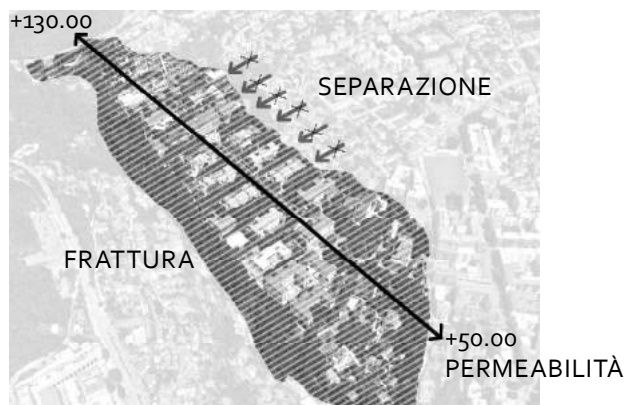 +130.00
SEPARAZIONE
FRATTURA
+50.00
PERMEABILITÀ